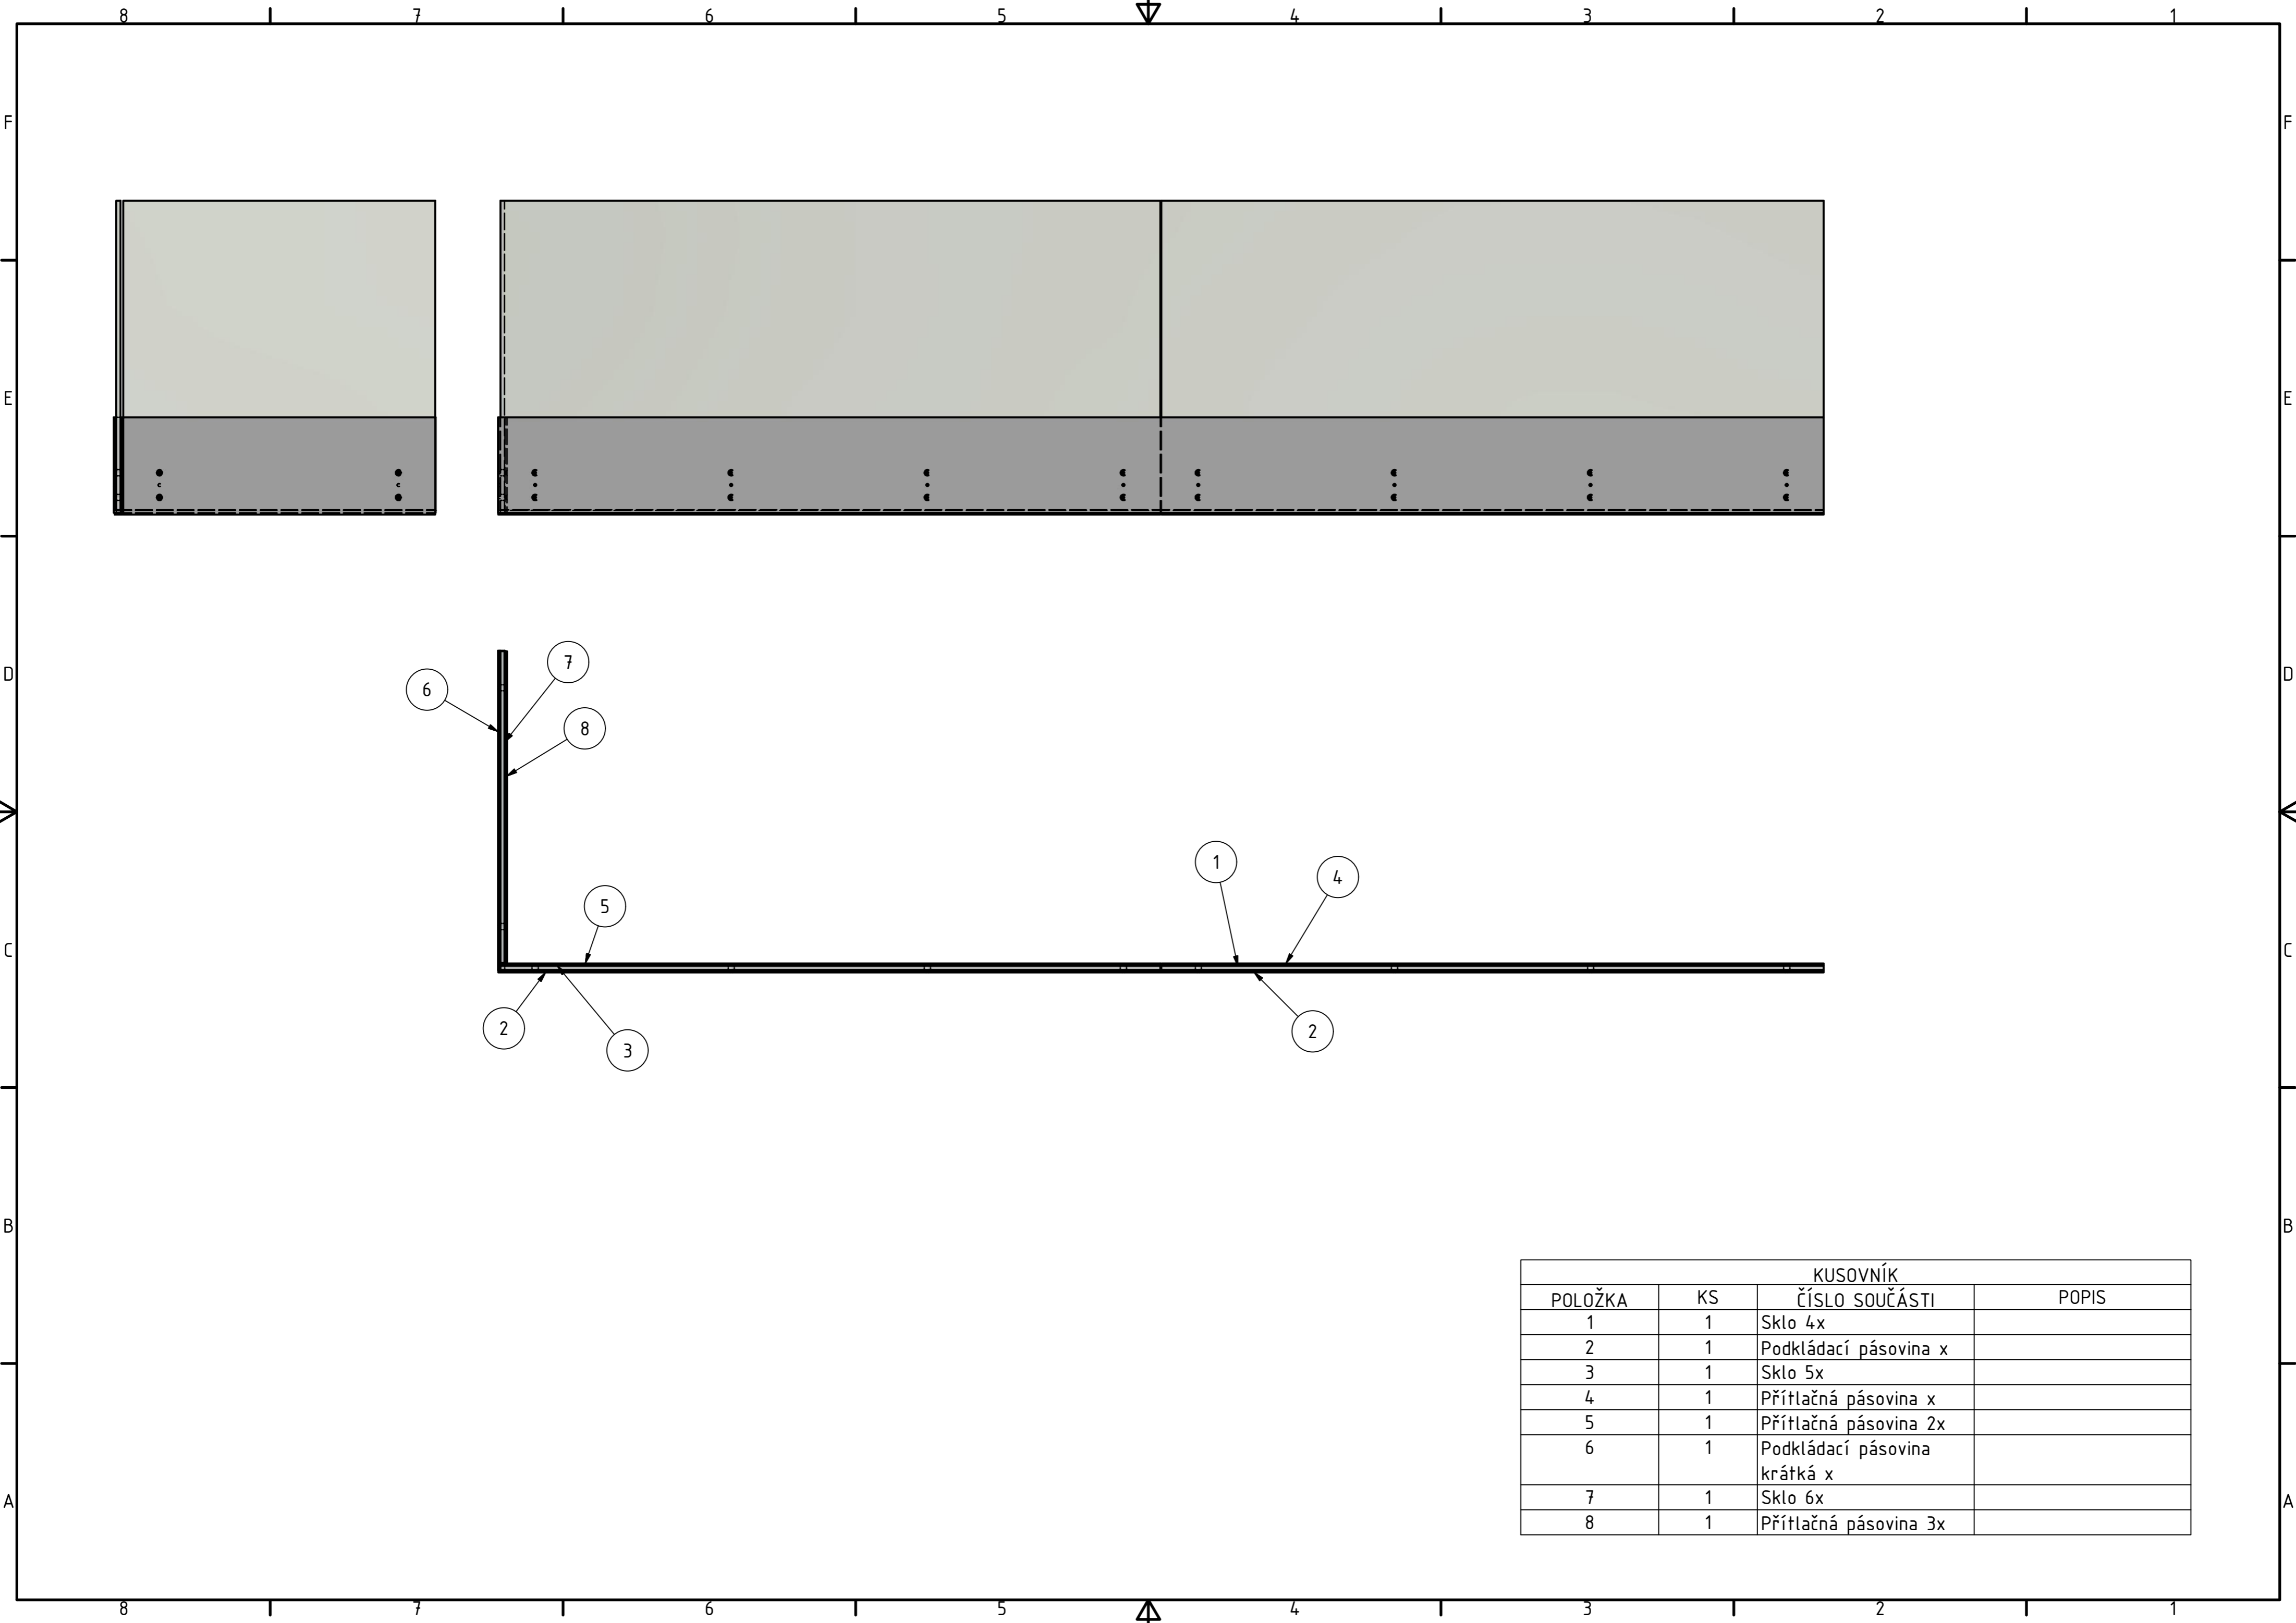 8 7 6 5 4 3 2 1
F F
E E
D D
7
6
8
1
4
5
C C
2
2
3
B B
KUSOVNÍK
POLOŽKA KS ČÍSLO SOUČÁSTI POPIS
1 1 Sklo 4x
2 1 Podkládací pásovina x
3 1 Sklo 5x
4 1 Přítlačná pásovina x
5 1 Přítlačná pásovina 2x
6 1 Podkládací pásovina
krátká x
7 1 Sklo 6x
8 1 Přítlačná pásovina 3x
A A
8 7 6 5 4 3 2 1